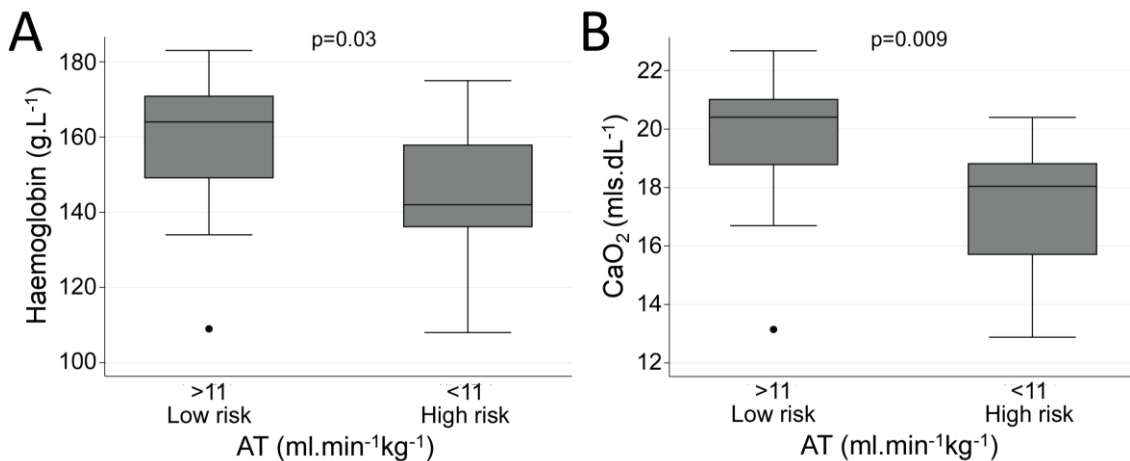 A
p=0.03
Haemoglobin (g.L⁻¹)
180
160
140
120
100
>11
<11
Low risk
High risk
AT (ml.min⁻¹kg⁻¹)
B
p=0.009
CaO₂ (mls.dL⁻¹)
22
20
18
16
14
12
>11
<11
Low risk
High risk
AT (ml.min⁻¹kg⁻¹)